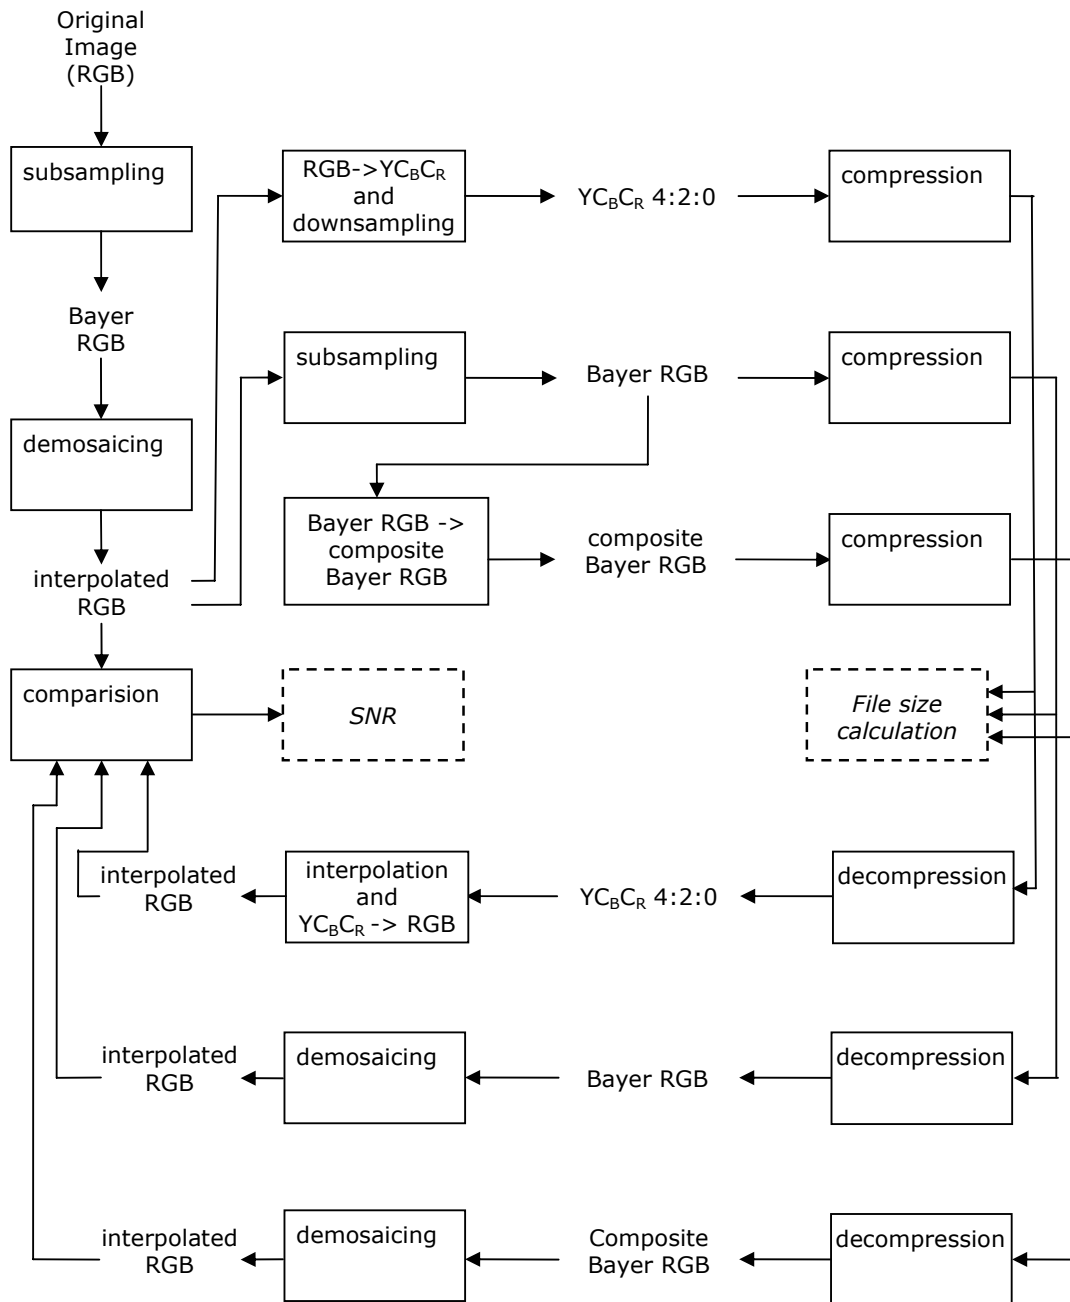 Original
Image
(RGB)
subsampling
RGB->YCBCR
and
downsampling
YCBCR 4:2:0
compression
Bayer
RGB
subsampling
Bayer RGB
compression
demosaicing
Bayer RGB ->
composite
Bayer RGB
composite
Bayer RGB
compression
interpolated
RGB
comparision
SNR
File size
calculation
interpolated
RGB
interpolation
and
YCBCR -> RGB
YCBCR 4:2:0
decompression
interpolated
RGB
demosaicing
Bayer RGB
decompression
interpolated
RGB
demosaicing
Composite
Bayer RGB
decompression